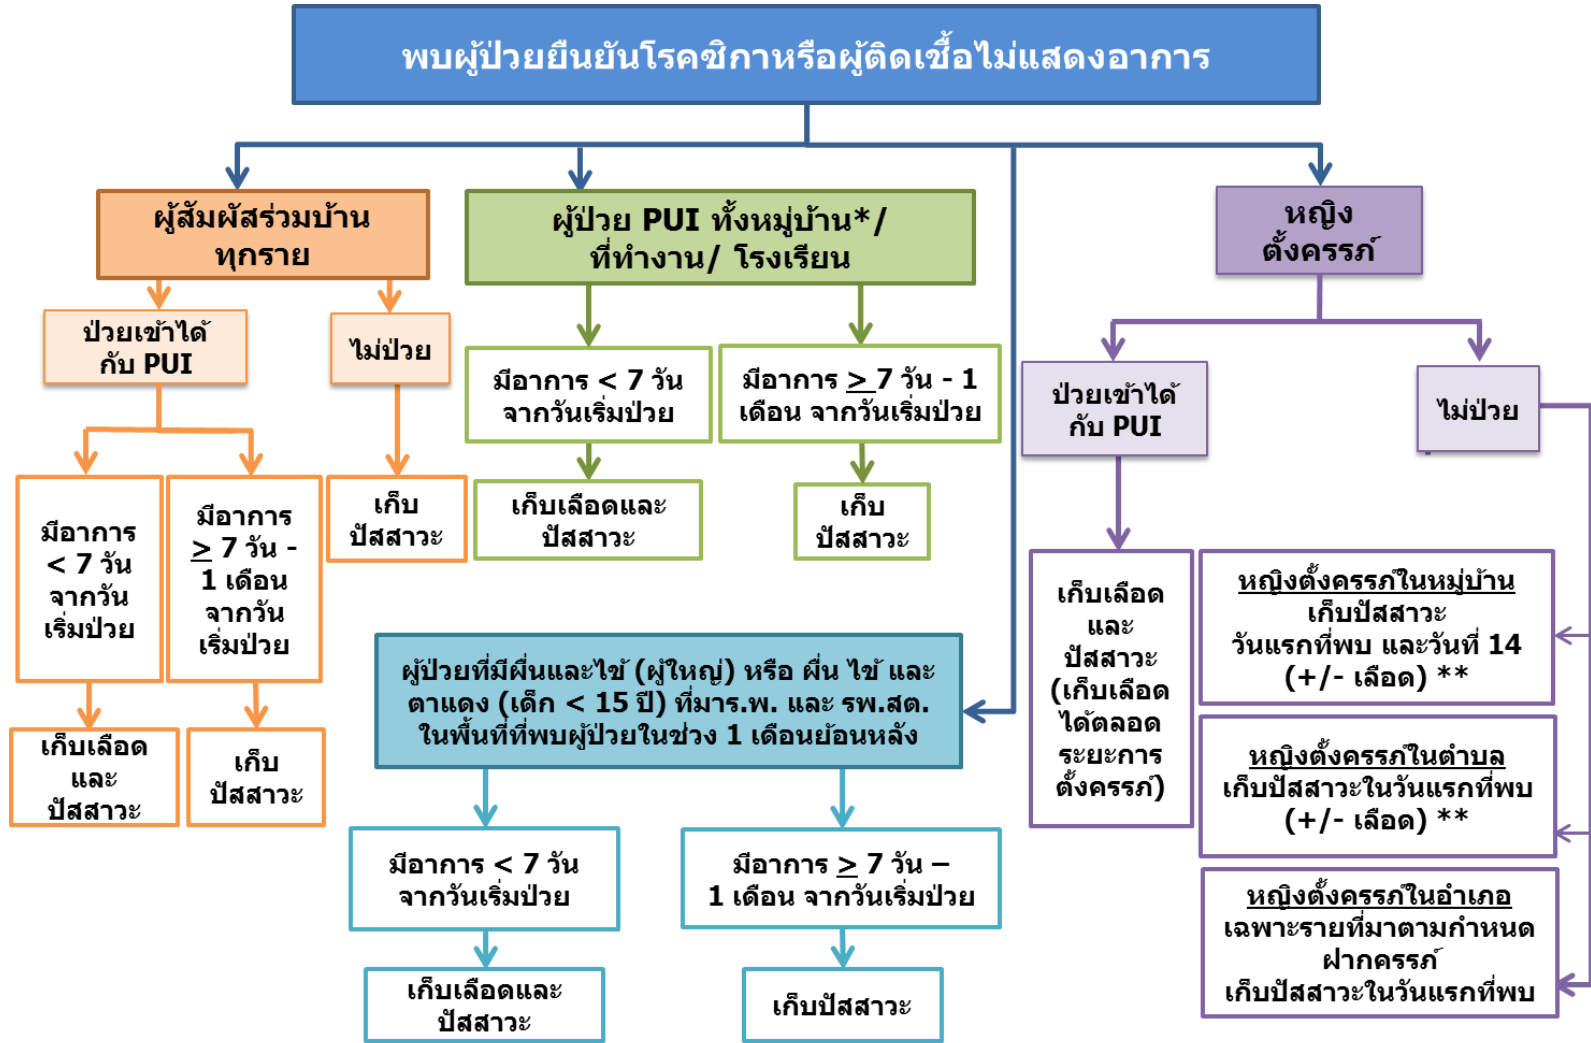 พบผู้ป่วยยืนยันโรคซิกาหรือผู้ติดเชื้อไม่แสดงอาการ
ผู้สัมผัสร่วมบ้าน
ทุกราย
ป่วยเข้าได้
กับ PUI
ไม่ป่วย
มีอาการ
< 7 วัน
จากวัน
เริ่มป่วย
มีอาการ
≥ 7 วัน -
1 เดือน
จากวัน
เริ่มป่วย
เก็บ
ปัสสาวะ
เก็บเลือด
และ
ปัสสาวะ
เก็บ
ปัสสาวะ
ผู้ป่วย PUI ทั้งหมู่บ้าน*/
ที่ทำงาน/ โรงเรียน
มีอาการ < 7 วัน
จากวันเริ่มป่วย
มีอาการ ≥ 7 วัน - 1
เดือน จากวันเริ่มป่วย
เก็บเลือดและ
ปัสสาวะ
เก็บ
ปัสสาวะ
ผู้ป่วยที่มีผื่นและไข้ (ผู้ใหญ่) หรือ ผื่น ไข้ และ
ตาแดง (เด็ก < 15 ปี) ที่มาร.พ. และ รพ.สต.
ในพื้นที่ที่พบผู้ป่วยในช่วง 1 เดือนย้อนหลัง
มีอาการ < 7 วัน
จากวันเริ่มป่วย
มีอาการ ≥ 7 วัน –
1 เดือน จากวันเริ่มป่วย
เก็บเลือดและ
ปัสสาวะ
เก็บปัสสาวะ
หญิง
ตั้งครรภ์
ป่วยเข้าได้
กับ PUI
ไม่ป่วย
เก็บเลือด
และ
ปัสสาวะ
(เก็บเลือด
ได้ตลอด
ระยะการ
ตั้งครรภ์)
หญิงตั้งครรภ์ในหมู่บ้าน
เก็บปัสสาวะ
วันแรกที่พบ และวันที่ 14
(+/- เลือด) **
หญิงตั้งครรภ์ในตำบล
เก็บปัสสาวะในวันแรกที่พบ
(+/- เลือด) **
หญิงตั้งครรภ์ในอำเภอ
เฉพาะรายที่มาตามกำหนด
ฝากครรภ์
เก็บปัสสาวะในวันแรกที่พบ